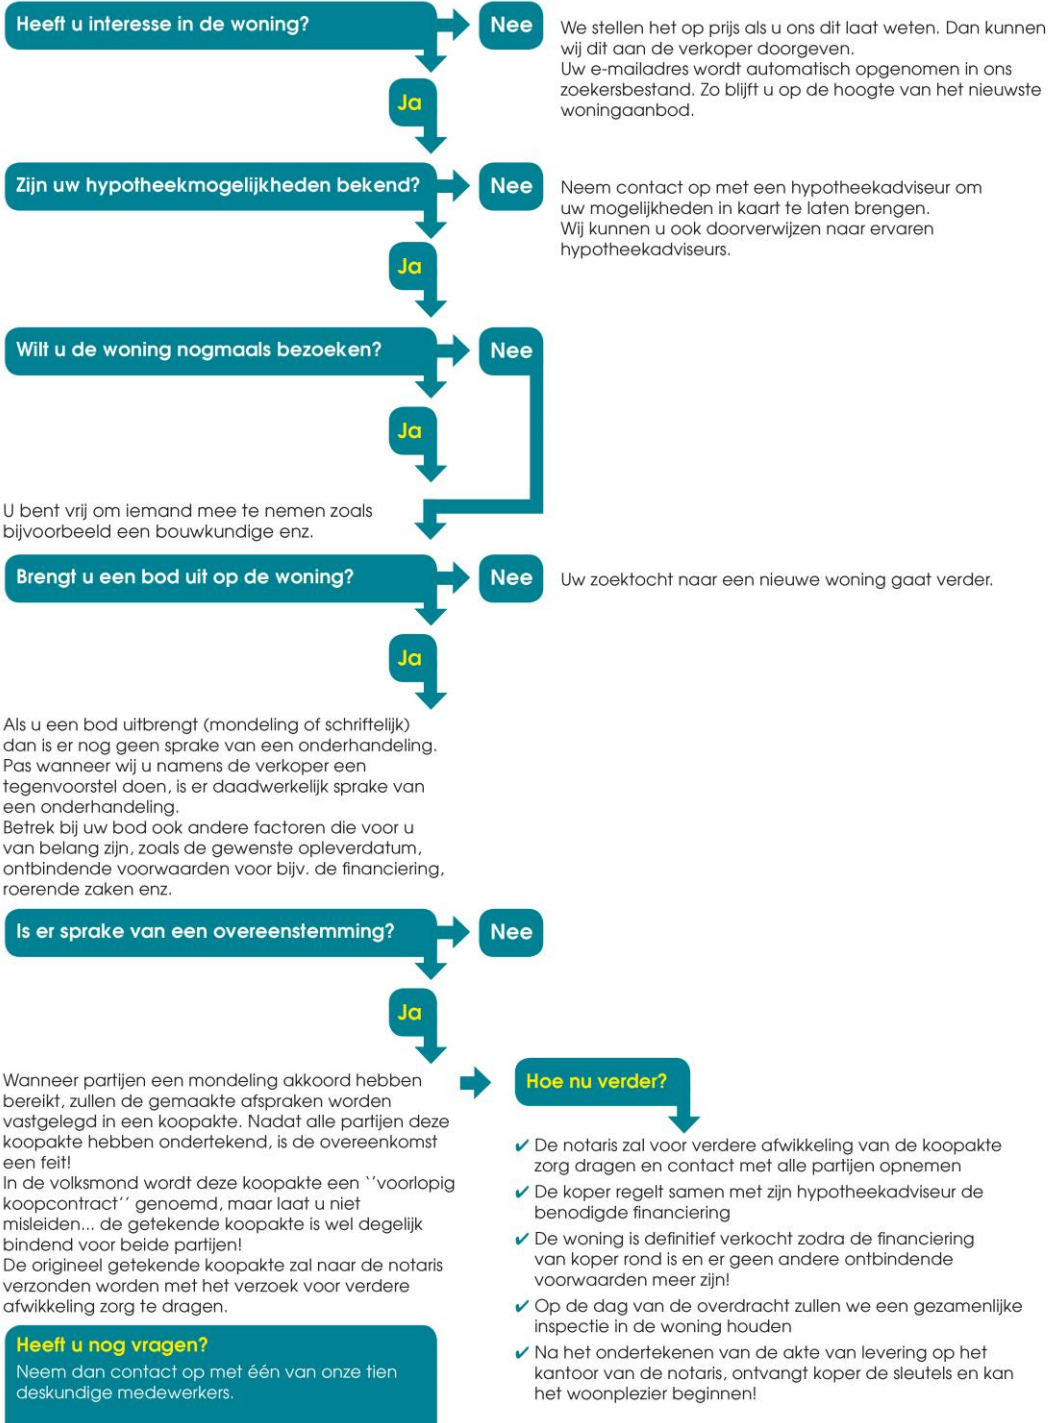 Heeft u interesse in de woning?
Nee
We stellen het op prijs als u ons dit laat weten. Dan kunnen
wij dit aan de verkoper doorgeven.
Uw e-mailadres wordt automatisch opgenomen in ons
zoekersbestand. Zo blijft u op de hoogte van het nieuwste
woningaanbod.
Ja
Zijn uw hypotheekmogelijkheden bekend?
Nee
Neem contact op met een hypotheekadviseur om
uw mogelijkheden in kaart te laten brengen.
Wij kunnen u ook doorverwijzen naar ervaren
hypotheekadviseurs.
Ja
Wilt u de woning nogmaals bezoeken?
Nee
Ja
U bent vrij om iemand mee te nemen zoals
bijvoorbeeld een bouwkundige enz.
Brengt u een bod uit op de woning?
Nee
Uw zoektocht naar een nieuwe woning gaat verder.
Ja
Als u een bod uitbrengt (mondeling of schriftelijk)
dan is er nog geen sprake van een onderhandeling.
Pas wanneer wij u namens de verkoper een
tegenvoorstel doen, is er daadwerkelijk sprake van
een onderhandeling.
Betrek bij uw bod ook andere factoren die voor u
van belang zijn, zoals de gewenste opleverdatum,
ontbindende voorwaarden voor bijv. de financiering,
roerende zaken enz.
Is er sprake van een overeenstemming?
Nee
Ja
Wanneer partijen een mondeling akkoord hebben
bereikt, zullen de gemaakte afspraken worden
vastgelegd in een koopakte. Nadat alle partijen deze
koopakte hebben ondertekend, is de overeenkomst
een feit!
In de volksmond wordt deze koopakte een ``voorlopig
koopcontract'' genoemd, maar laat u niet
misleiden... de getekende koopakte is wel degelijk
bindend voor beide partijen!
De origineel getekende koopakte zal naar de notaris
verzonden worden met het verzoek voor verdere
afwikkeling zorg te dragen.
Hoe nu verder?
✔ De notaris zal voor verdere afwikkeling van de koopakte
zorg dragen en contact met alle partijen opnemen
✔ De koper regelt samen met zijn hypotheekadviseur de
benodigde financiering
✔ De woning is definitief verkocht zodra de financiering
van koper rond is en er geen andere ontbindende
voorwaarden meer zijn!
✔ Op de dag van de overdracht zullen we een gezamenlijke
inspectie in de woning houden
✔ Na het ondertekenen van de akte van levering op het
kantoor van de notaris, ontvangt koper de sleutels en kan
het woonplezier beginnen!
Heeft u nog vragen?
Neem dan contact op met één van onze tien
deskundige medewerkers.